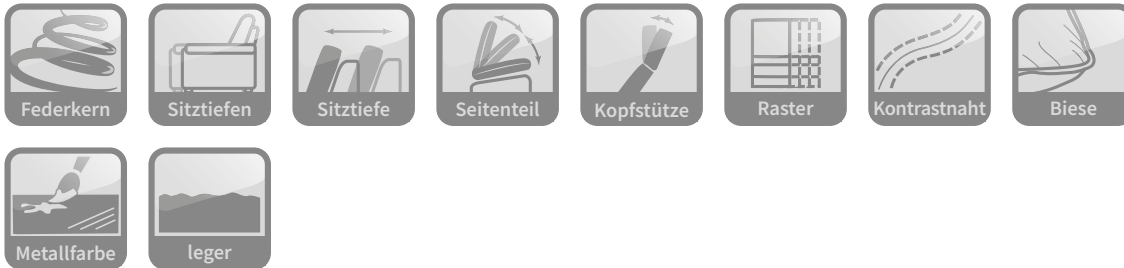 Federkern
Sitztiefen
Sitztiefe
Seitenteil
Kopfstütze
Raster
Kontrastnaht
Biese
Metallfarbe
leger